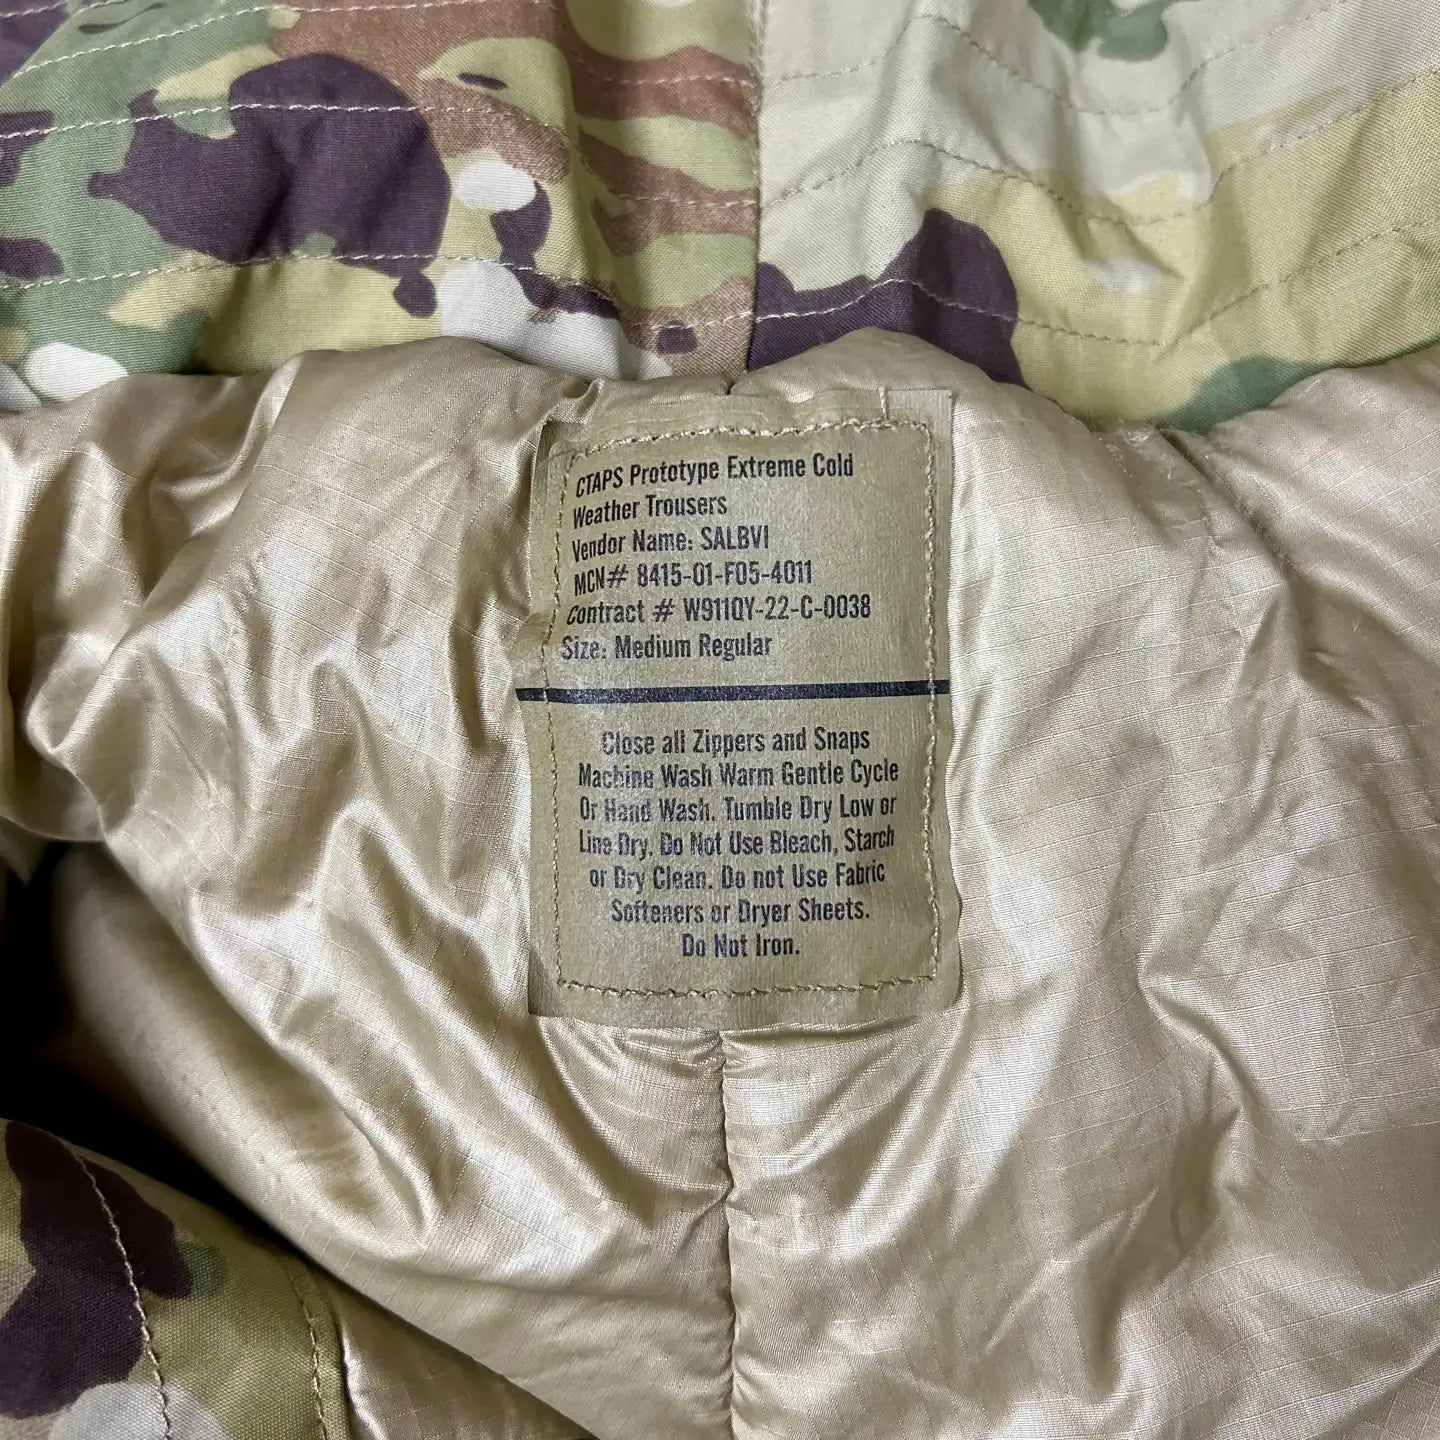 CTAPS Prototype Extreme Cold
Weather Trousers
Vendor Name: SALBVI
MCN# 8415-01-F05-4011
Contract # W911QY-22-C-0038
Size: Medium Regular
Close all Zippers and Snaps
Machine Wash Warm Gentle Cycle
Or Hand Wash. Tumble Dry Low or
Line Dry. Do Not Use Bleach, Starch
or Dry Clean. Do not Use Fabric
Softeners or Dryer Sheets.
Do Not Iron.